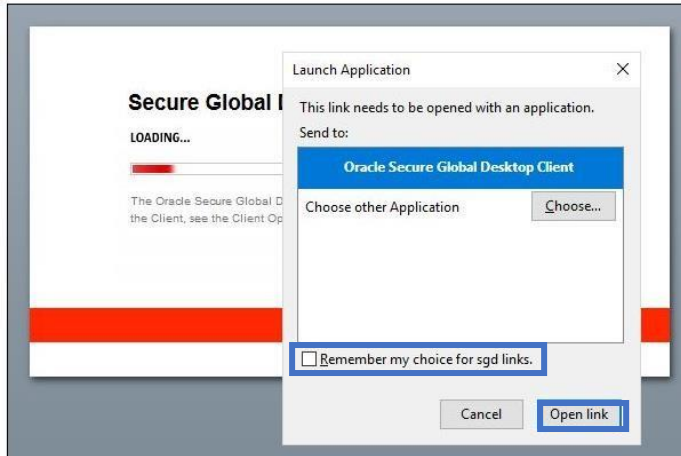 Launch Application
Secure Global
This link needs to be opened with an application.
LOADING...
Send to:
Oracle Secure Global Desktop Client
The Oracle Secure Global
the Client, see the Client
Choose other Application
Choose...
Remember my choice for sgd links.
Cancel
Open link